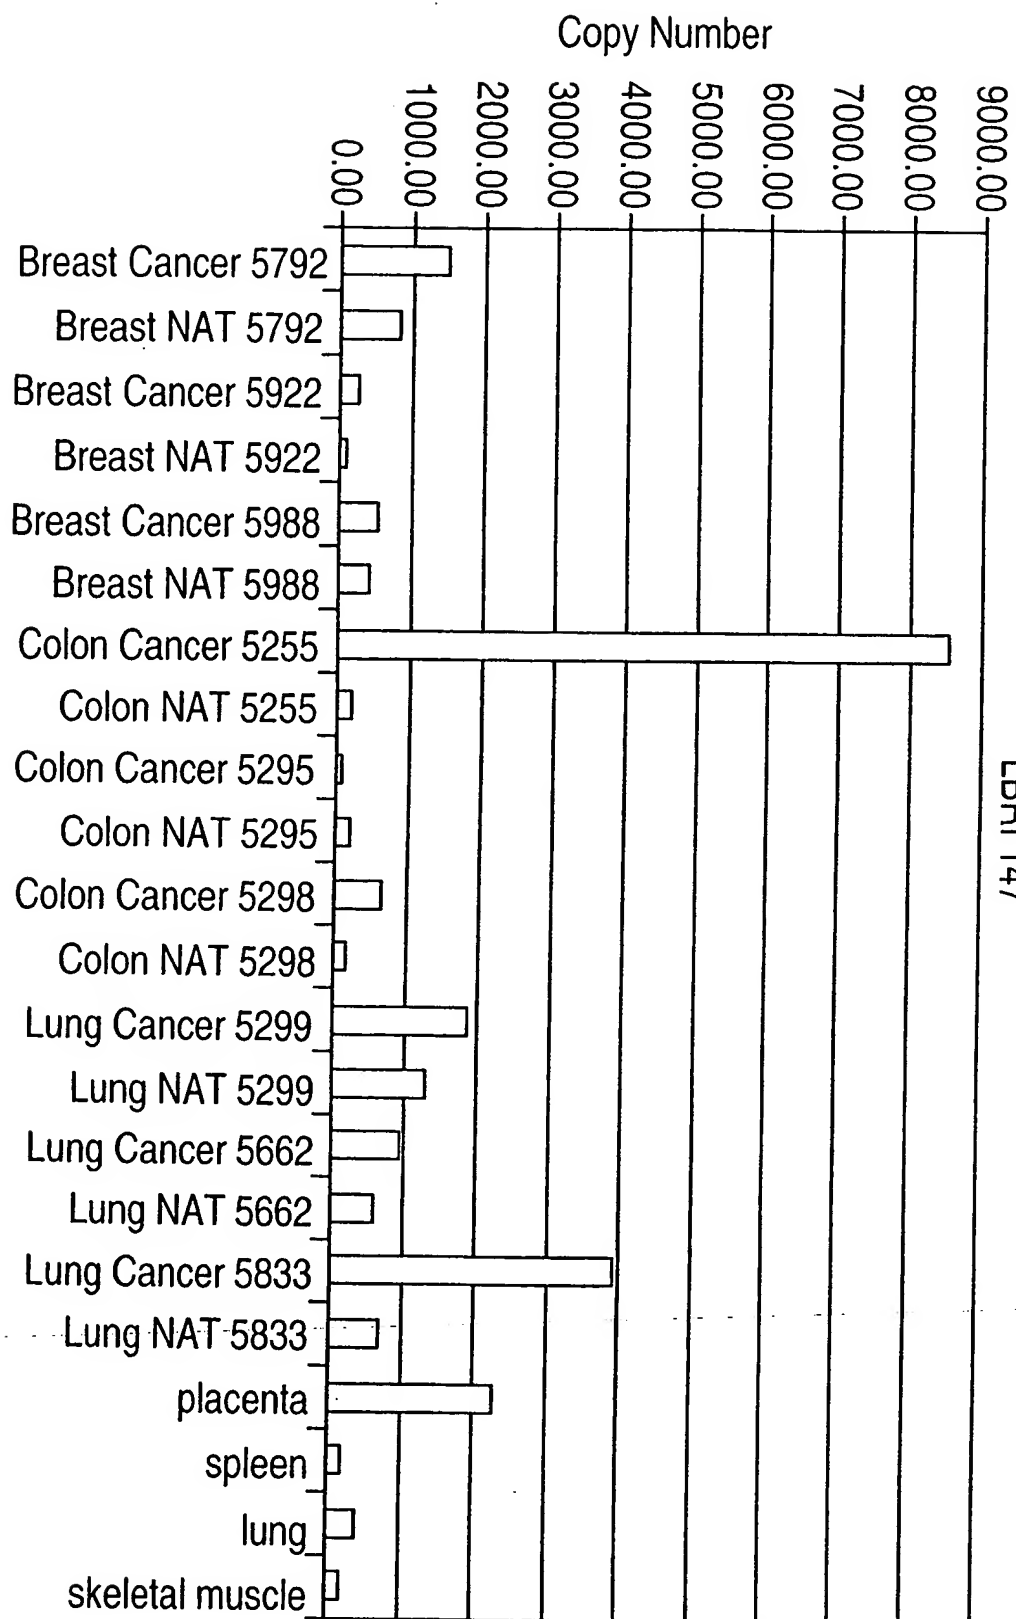 Copy Number
9000.00
8000.00
7000.00
6000.00
5000.00
4000.00
3000.00
2000.00
1000.00
0.00
Breast Cancer 5792
Breast NAT 5792
Breast Cancer 5922
Breast NAT 5922
Breast Cancer 5988
Breast NAT 5988
Colon Cancer 5255
Colon NAT 5255
Colon Cancer 5295
Colon NAT 5295
Colon Cancer 5298
Colon NAT 5298
Lung Cancer 5299
Lung NAT 5299
Lung Cancer 5662
Lung NAT 5662
Lung Cancer 5833
Lung NAT 5833
placenta
spleen
lung
skeletal muscle